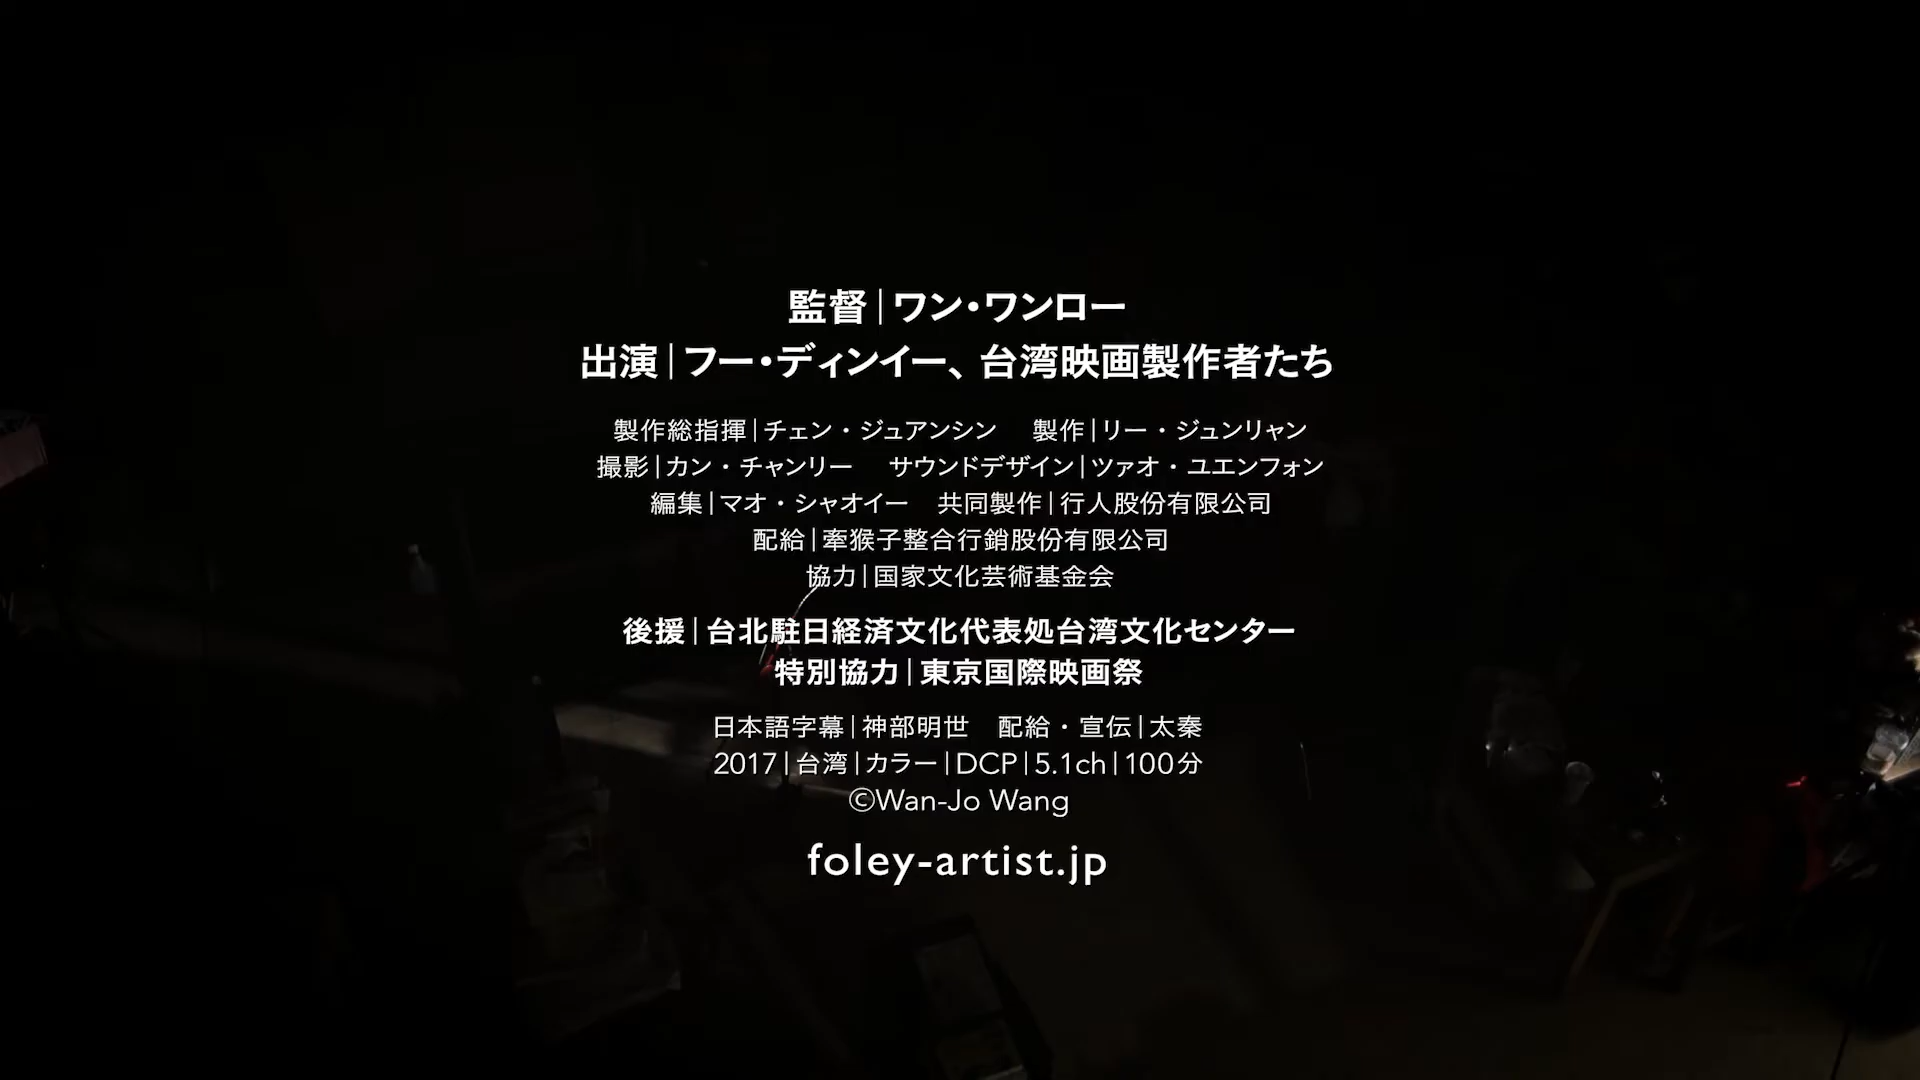 監督|ワン・ワンロー
出演|フー・ディンイー、台湾映画製作者たち
製作総指揮|チェン・ジュアンシン　製作|リー・ジュンリャン
撮影|カン・チャンリー　サウンドデザイン|ツァオ・ユエンフォン
編集|マオ・シャオイー　共同製作|行人股份有限公司
配給|牽猴子整合行銷股份有限公司
協力|国家文化芸術基金会
後援|台北駐日経済文化代表処台湾文化センター
特別協力|東京国際映画祭
日本語字幕|神部明世　配給・宣伝|太秦
2017|台湾|カラー|DCP|5.1ch|100分
©Wan-Jo Wang
foley-artist.jp